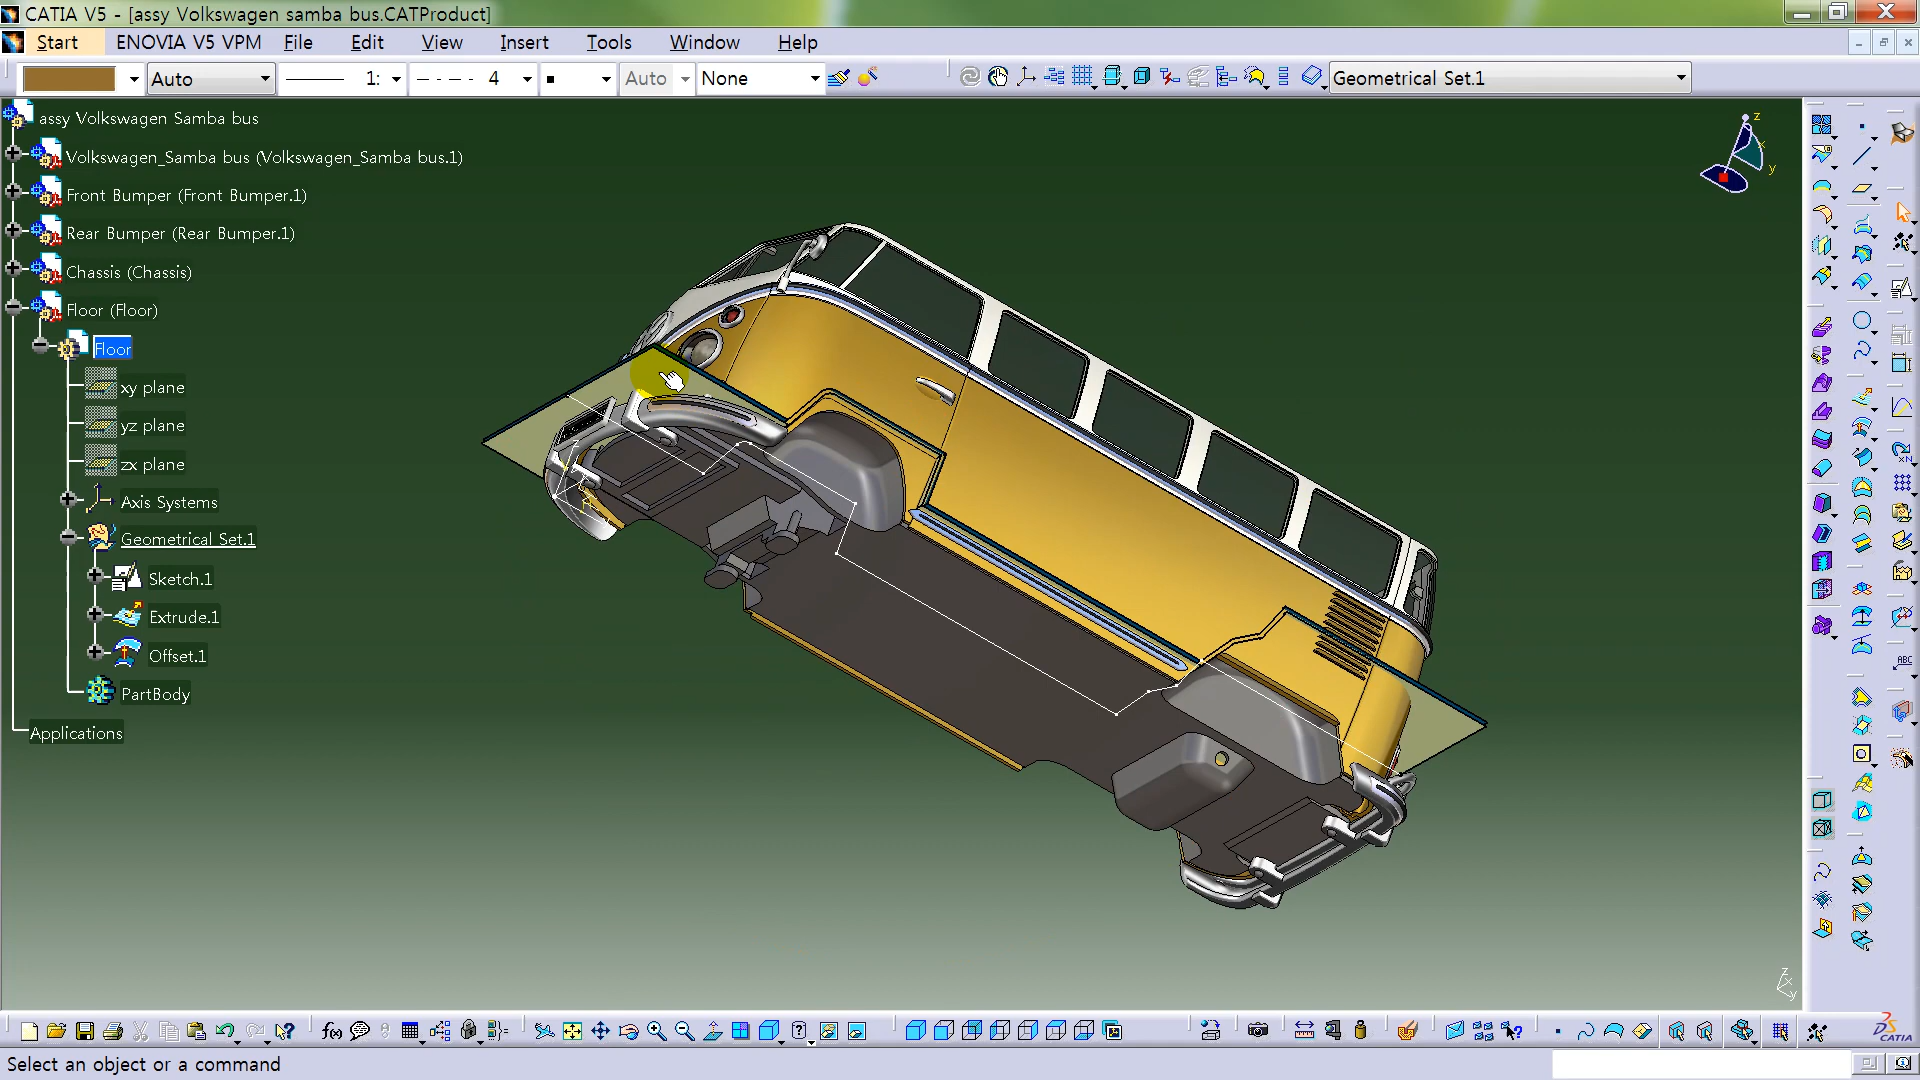 CATIA V5 - [assy Volkswagen samba bus.CATProduct]
Start ENOVIA V5 VPM File Edit View Insert Tools Window Help
Auto 1: 4 Auto None Geometrical Set.1
assy Volkswagen Samba bus
Volkswagen_Samba bus (Volkswagen_Samba bus.1)
Front Bumper (Front Bumper.1)
Rear Bumper (Rear Bumper.1)
Chassis (Chassis)
Floor (Floor)
Floor
xy plane
yz plane
zx plane
Axis Systems
Geometrical Set.1
Sketch.1
Extrude.1
Offset.1
PartBody
Applications
z
x
y
z
x
y
ABC
f(x)
CATIA
Select an object or a command